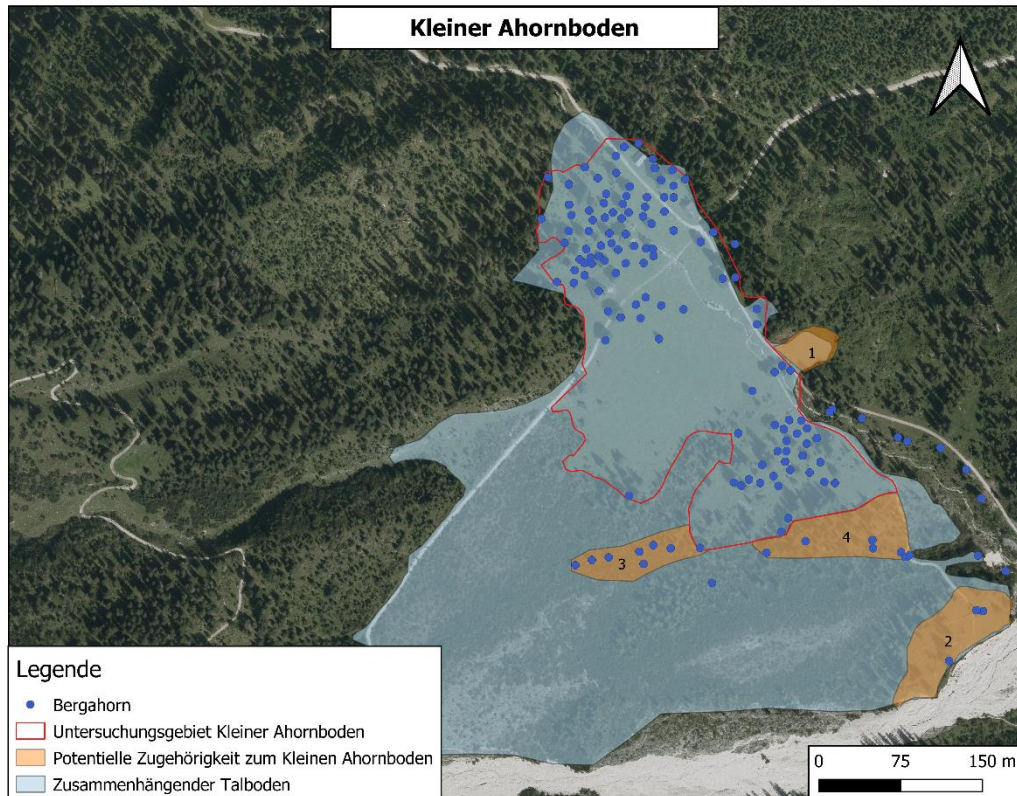 Kleiner Ahornboden
1
4
3
2
Legende
Bergahorn
Untersuchungsgebiet Kleiner Ahornboden
Potentielle Zugehörigkeit zum Kleinen Ahornboden
Zusammenhängender Talboden
0 75 150 m